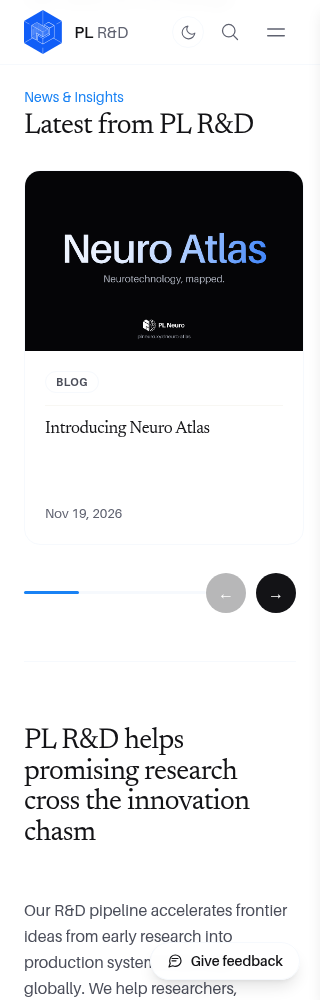 PL R&D
News & Insights
Latest from PL R&D
Neuro Atlas
Neurotechnology, mapped.
PL Neuro
BLOG
Introducing Neuro Atlas
Nov 19, 2026
← →
PL R&D helps
promising research
cross the innovation
chasm
Our R&D pipeline accelerates frontier
ideas from early research into
production
globally. We help researchers,
Give feedback